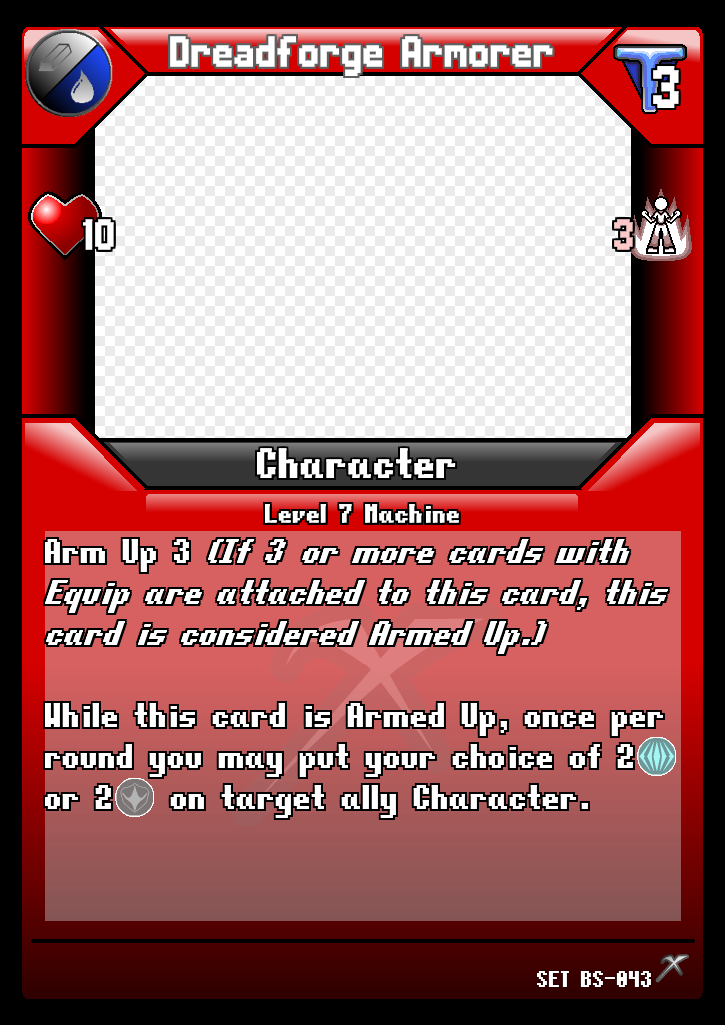 Dreadforge Armorer
3
10
3
Character
Level 7 Machine
Arm Up 3 (If 3 or more cards with
Equip are attached to this card, this
card is considered Armed Up.)
While this card is Armed Up, once per
round you may put your choice of 2
or 2 on target ally Character.
SET BS-043